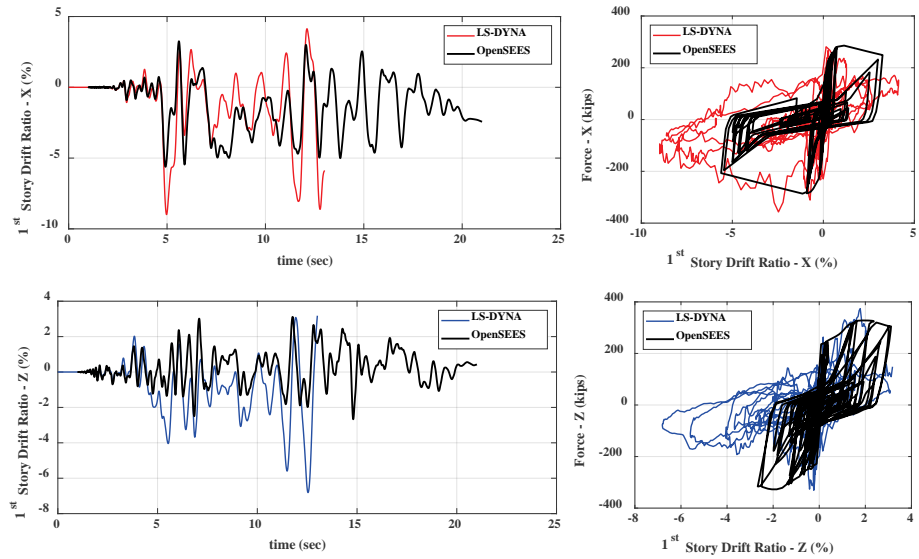 5
0
-5
-10
1st Story Drift Ratio - X (%)
0
5
10
15
20
25
time (sec)
LS-DYNA
OpenSEES
400
200
0
-200
-400
Force - X (kips)
-10
-5
0
5
1st Story Drift Ratio - X (%)
LS-DYNA
OpenSEES
4
2
0
-2
-4
-6
-8
1st Story Drift Ratio - Z (%)
0
5
10
15
20
25
time (sec)
LS-DYNA
OpenSEES
400
200
0
-200
-400
Force - Z (kips)
-8
-6
-4
-2
0
2
4
1st Story Drift Ratio - Z (%)
LS-DYNA
OpenSEES